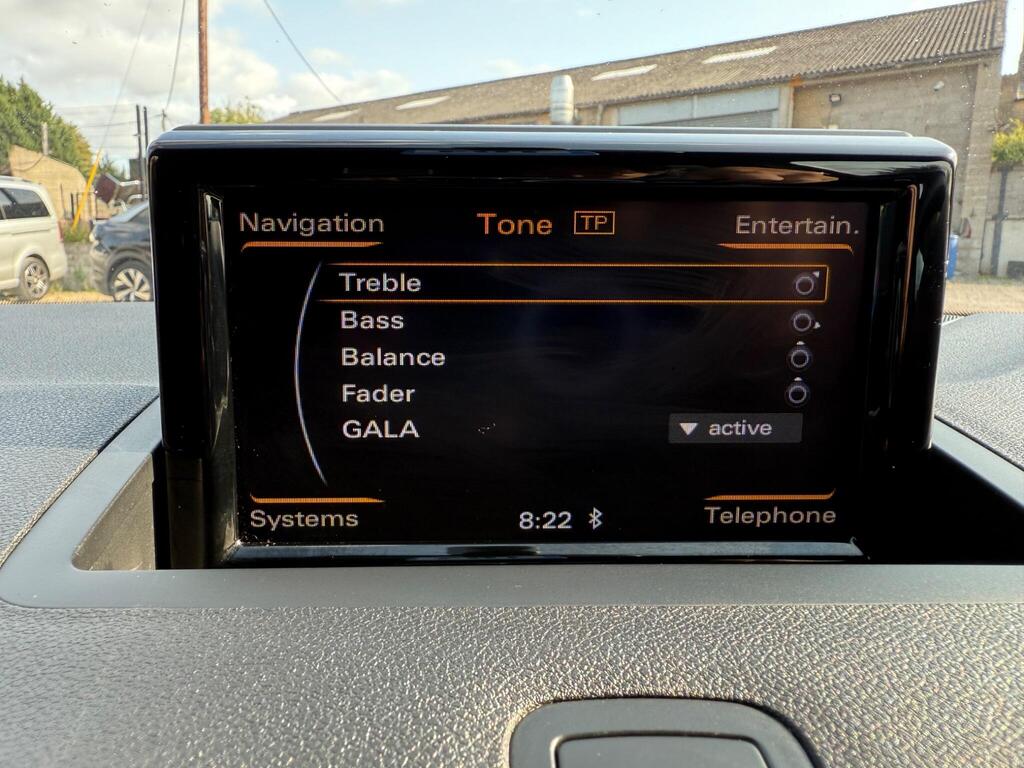 Navigation Tone TP Entertain.
Treble
Bass
Balance
Fader
GALA ▼ active
Systems 8:22 Telephone